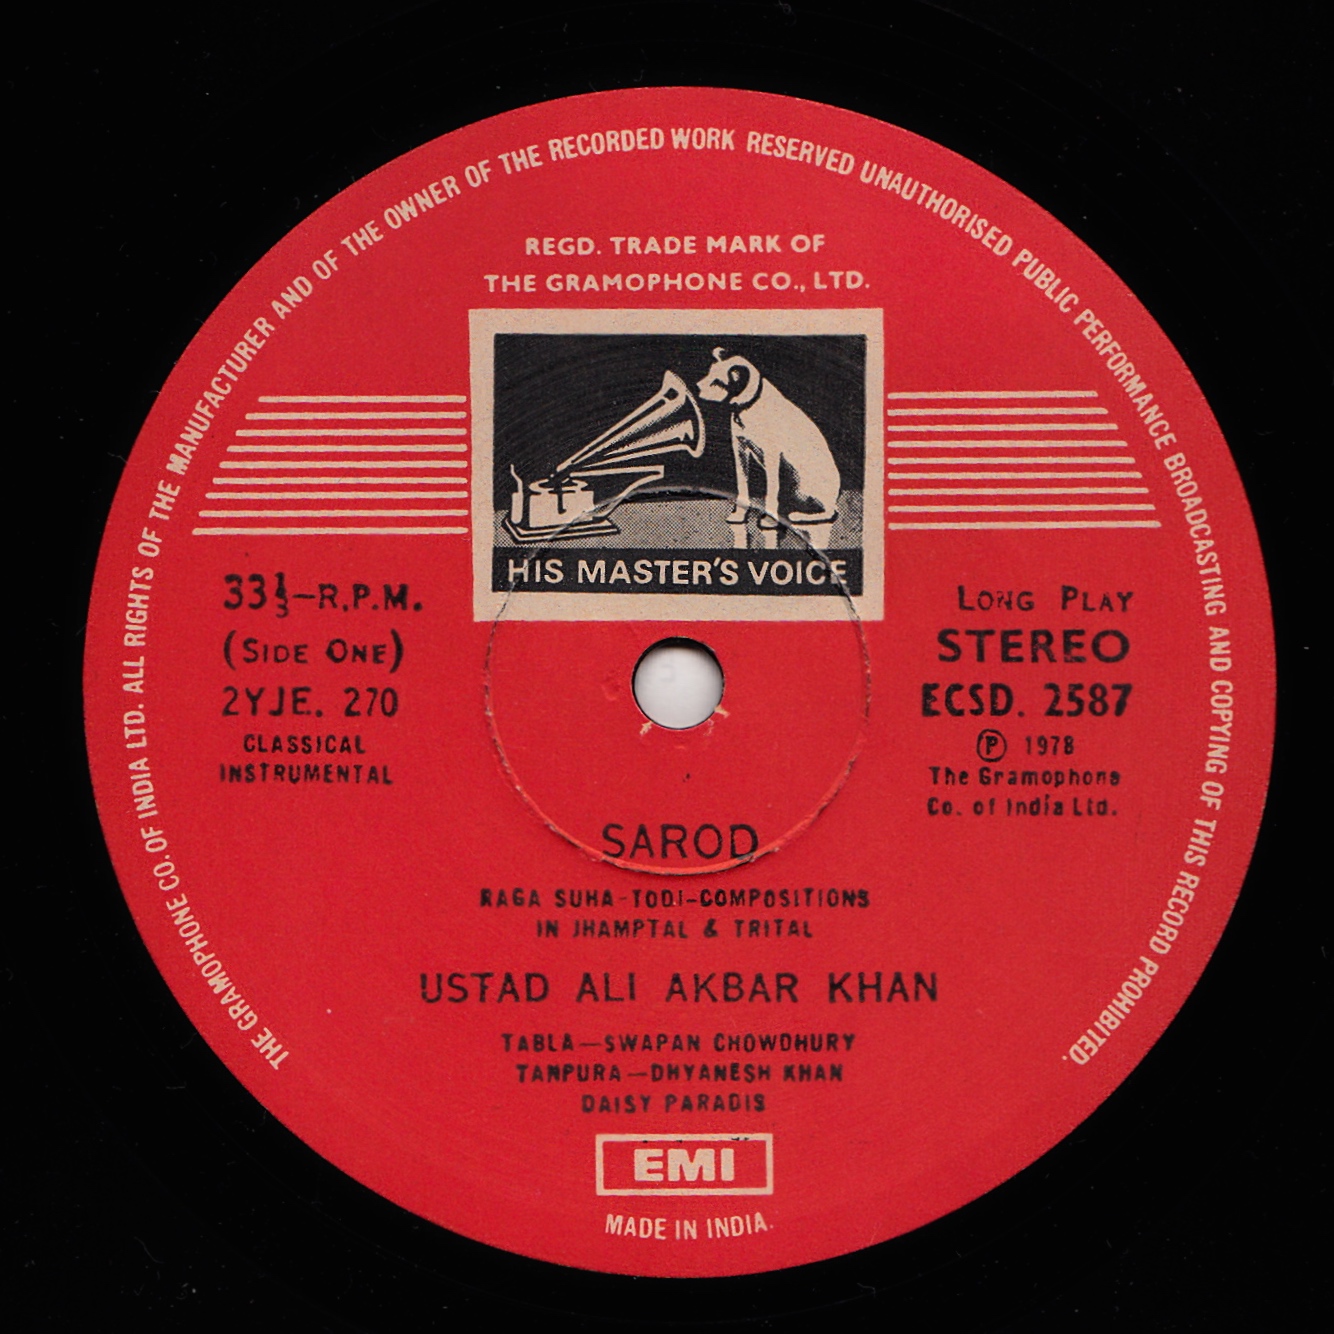 THE GRAMOPHONE CO. OF INDIA LTD. ALL RIGHTS OF THE MANUFACTURER AND OF THE OWNER OF THE RECORDED WORK RESERVED UNAUTHORISED PUBLIC PERFORMANCE BROADCASTING AND COPYING OF THIS RECORD PROHIBITED.
REGD. TRADE MARK OF
THE GRAMOPHONE CO., LTD.
HIS MASTER'S VOICE
33⅓–R.P.M.
(SIDE ONE)
2YJE. 270
CLASSICAL
INSTRUMENTAL
LONG PLAY
STEREO
ECSD. 2587
℗ 1978
The Gramophone
Co. of India Ltd.
SAROD
RAGA SUHA-TODI-COMPOSITIONS
IN JHAMPTAL & TRITAL
USTAD ALI AKBAR KHAN
TABLA—SWAPAN CHOWDHURY
TANPURA—DHYANESH KHAN
DAISY PARADIS
EMI
MADE IN INDIA.